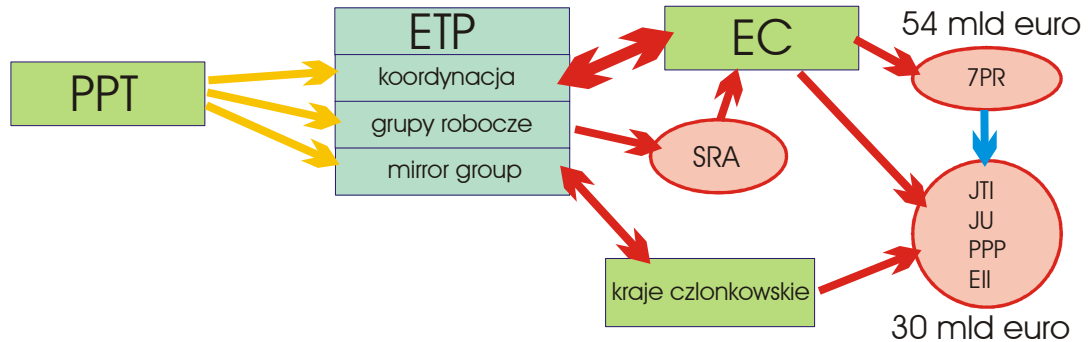 PPT
ETP
koordynacja
grupy robocze
mirror group
EC
SRA
kraje czlonkowskie
54 mld euro
7PR
JTI
JU
PPP
EII
30 mld euro